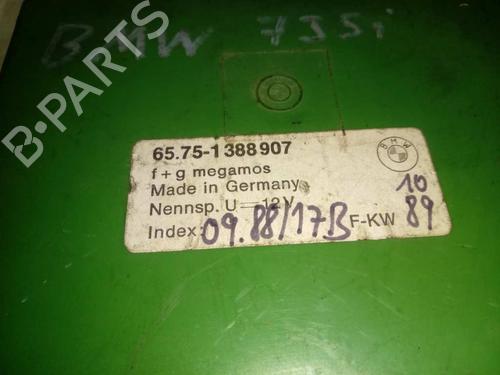 BMW 735i
B-PARTS
65.75-1388907
BMW
f+g megamos
Made in Germany
Nennsp. U 12V
10
Index: 09.88/17B F-KW 89